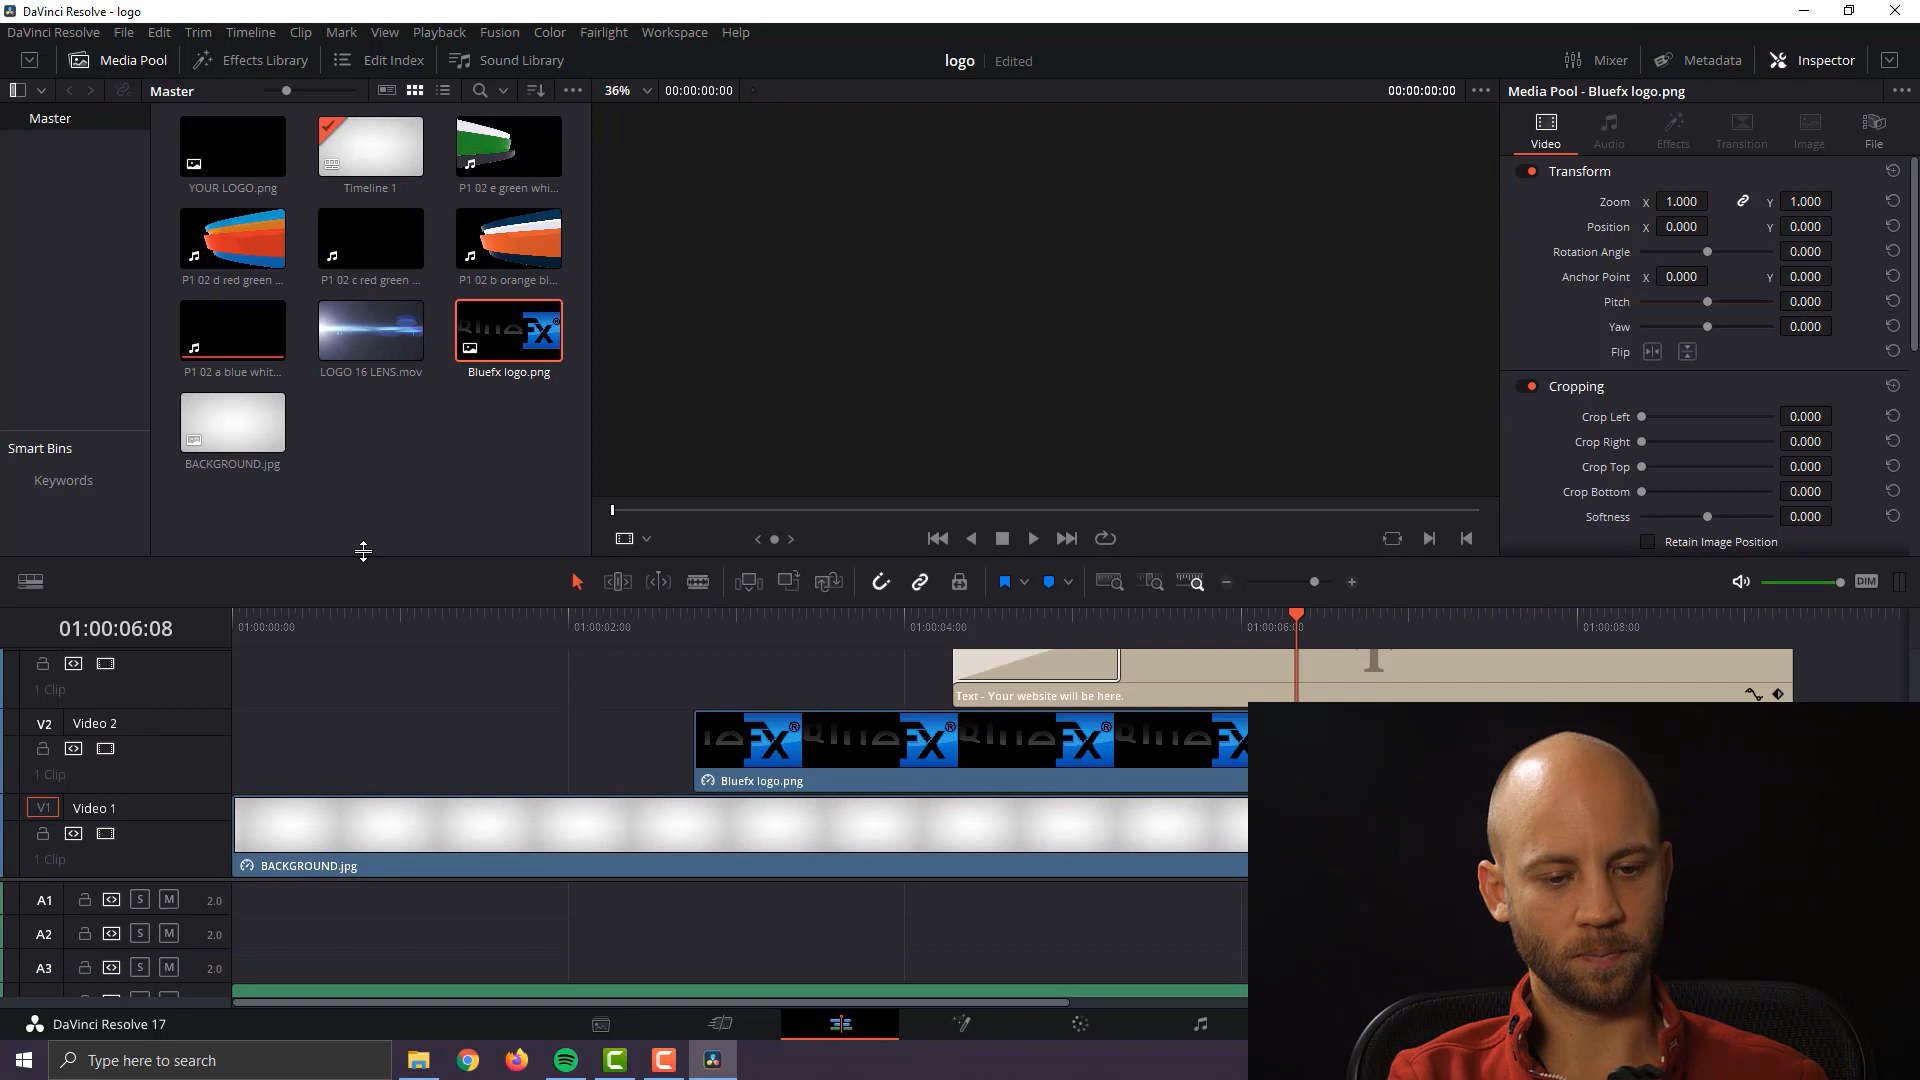 DaVinci Resolve - logo
DaVinci Resolve File Edit Trim Timeline Clip Mark View Playback Fusion Color Fairlight Workspace Help
Media Pool Effects Library Edit Index Sound Library logo Edited Mixer Metadata Inspector
Master 36% 00:00:00:00 00:00:00:00 Media Pool - Bluefx logo.png
Master
Video Audio Effects Transition Image File
YOUR LOGO.png Timeline 1 P1 02 e green whi...
P1 02 d red green ... P1 02 c red green ... P1 02 b orange bl...
P1 02 a blue whit... LOGO 16 LENS.mov Bluefx logo.png
BACKGROUND.jpg
Smart Bins
Keywords
Transform
Zoom X 1.000 Y 1.000
Position X 0.000 Y 0.000
Rotation Angle 0.000
Anchor Point X 0.000 Y 0.000
Pitch 0.000
Yaw 0.000
Flip
Cropping
Crop Left 0.000
Crop Right 0.000
Crop Top 0.000
Crop Bottom 0.000
Softness 0.000
Retain Image Position
DIM
01:00:06:08 01:00:00:00 01:00:02:00 01:00:04:00 01:00:06:00 01:00:08:00
1 Clip
Text - Your website will be here.
V2 Video 2
1 Clip
Bluefx logo.png
V1 Video 1
1 Clip
BACKGROUND.jpg
A1 S M 2.0
A2 S M 2.0
A3 S M 2.0
DaVinci Resolve 17
Type here to search